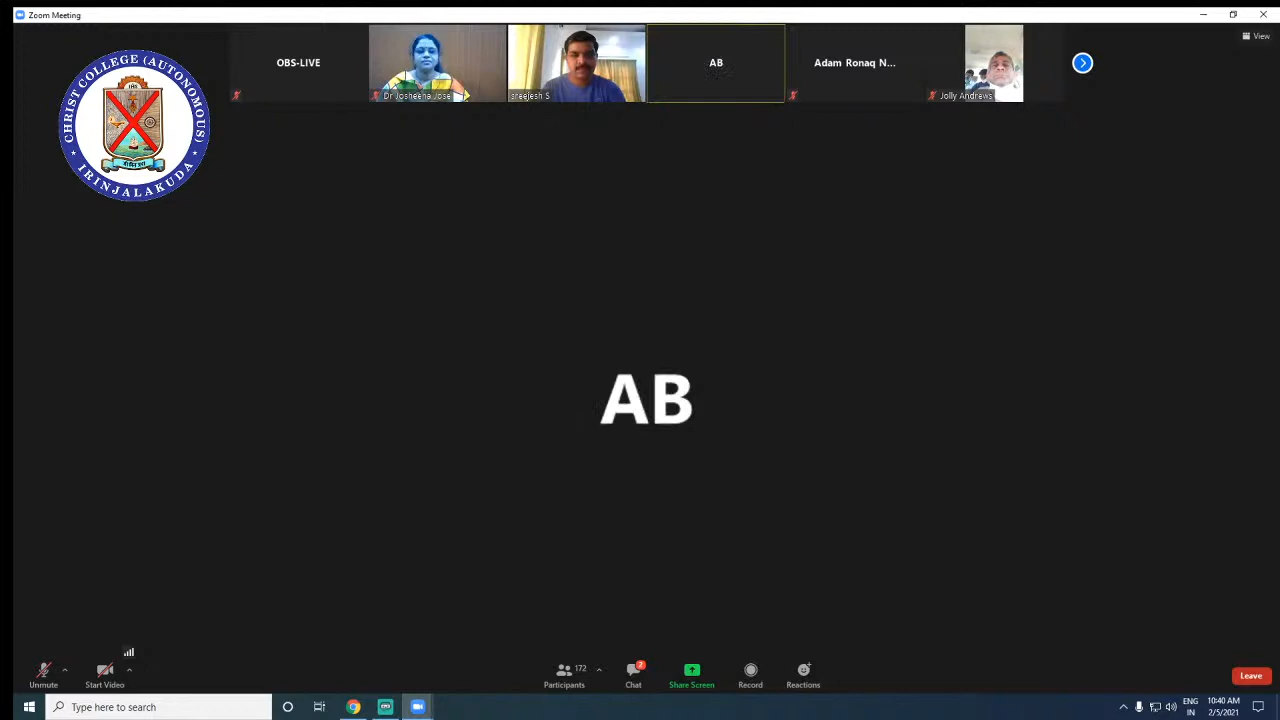 Zoom Meeting
View
CHRIST COLLEGE (AUTONOMOUS)
IRINJALAKUDA
OBS-LIVE
Dr Josheena Jose
sreejesh S
AB
Adam Ronaq N...
Jolly Andrews
AB
Unmute
Start Video
172
Participants
2
Chat
Share Screen
Record
Reactions
Leave
Type here to search
ENG
IN
10:40 AM
2/5/2021